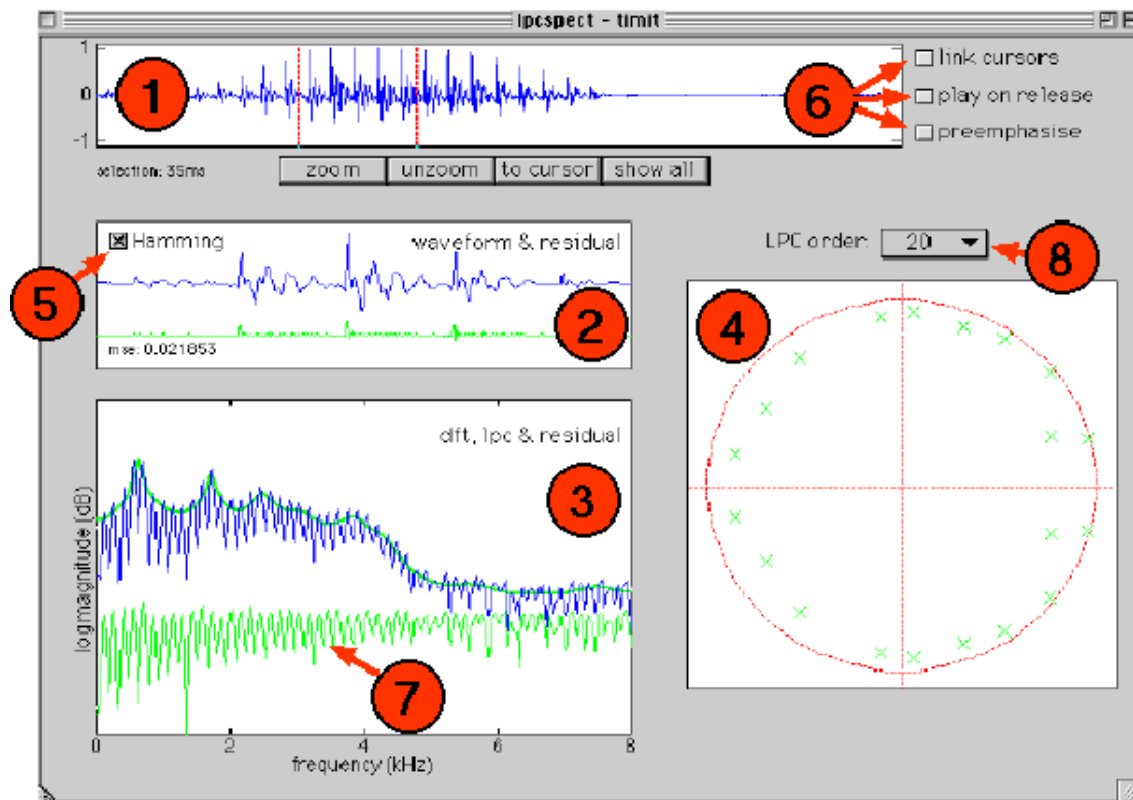 lpcspect - timit
1
0
-1
1
6
link cursors
play on release
preemphasise
selection: 35ms
zoom
unzoom
to cursor
show all
Hamming
waveform & residual
5
2
mse: 0.021853
LPC order:
20
8
4
dft, lpc & residual
3
7
logmagnitude (dB)
0
2
4
6
8
frequency (kHz)